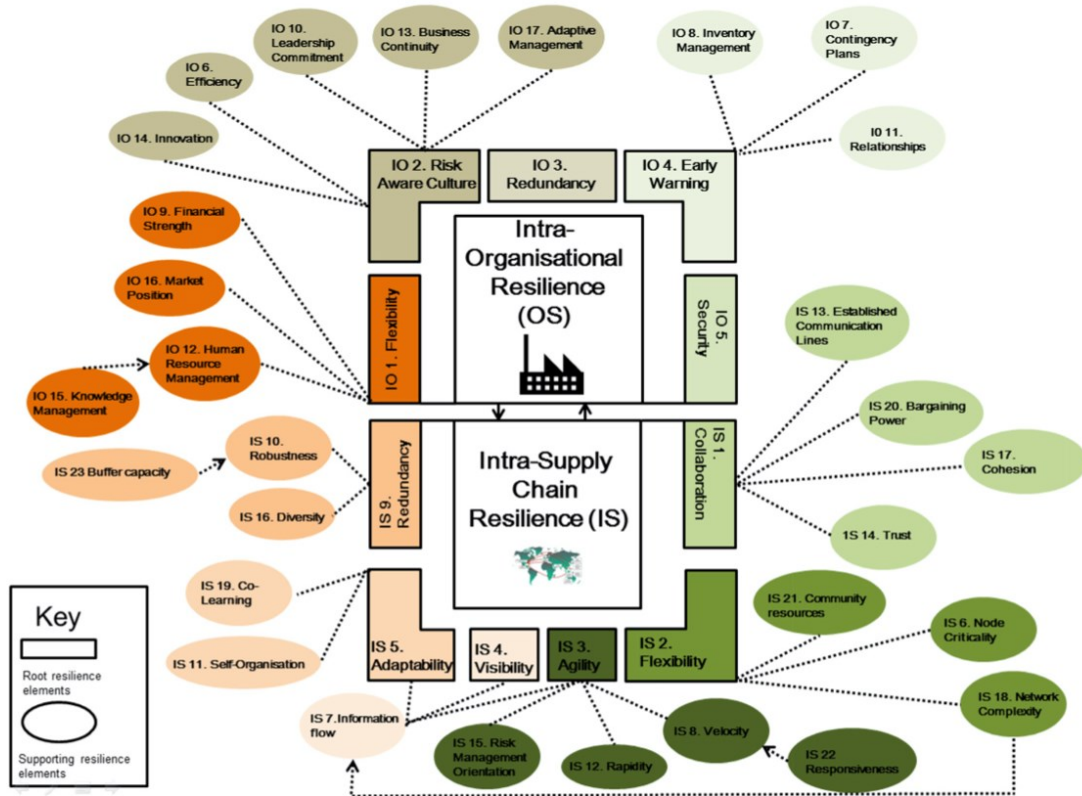 IO 10.
Leadership
Commitment
IO 13. Business
Continuity
IO 17. Adaptive
Management
IO 8. Inventory
Management
IO 7.
Contingency
Plans
IO 6.
Efficiency
IO 14. Innovation
I0 11.
Relationships
IO 2. Risk
Aware Culture
IO 3.
Redundancy
IO 4. Early
Warning
IO 9. Financial
Strength
IO 16. Market
Position
IO 12. Human
Resource
Management
IO 15. Knowledge
Management
IO 1. Flexibility
Intra-
Organisational
Resilience
(OS)
IO 5.
Security
IS 13. Established
Communication
Lines
IS 20. Bargaining
Power
IS 17.
Cohesion
1S 14. Trust
IS 10.
Robustness
IS 23 Buffer capacity
IS 16. Diversity
IS 9.
Redundancy
Intra-Supply
Chain
Resilience (IS)
IS 1.
Collaboration
IS 19. Co-
Learning
IS 11. Self-Organisation
IS 5.
Adaptability
IS 4.
Visibility
IS 3.
Agility
IS 2.
Flexibility
IS 21. Community
resources
IS 6. Node
Criticality
IS 18. Network
Complexity
IS 7.Information
flow
IS 15. Risk
Management
Orientation
IS 12. Rapidity
IS 8. Velocity
IS 22
Responsiveness
Key
Root resilience
elements
Supporting resilience
elements